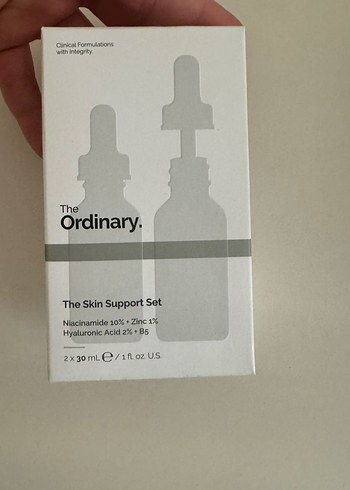 Clinical Formulations
with Integrity.
The
Ordinary.
The Skin Support Set
Niacinamide 10% + Zinc 1%
Hyaluronic Acid 2% + B5
2 x 30 mL ℮ / 1 fl. oz. U.S.